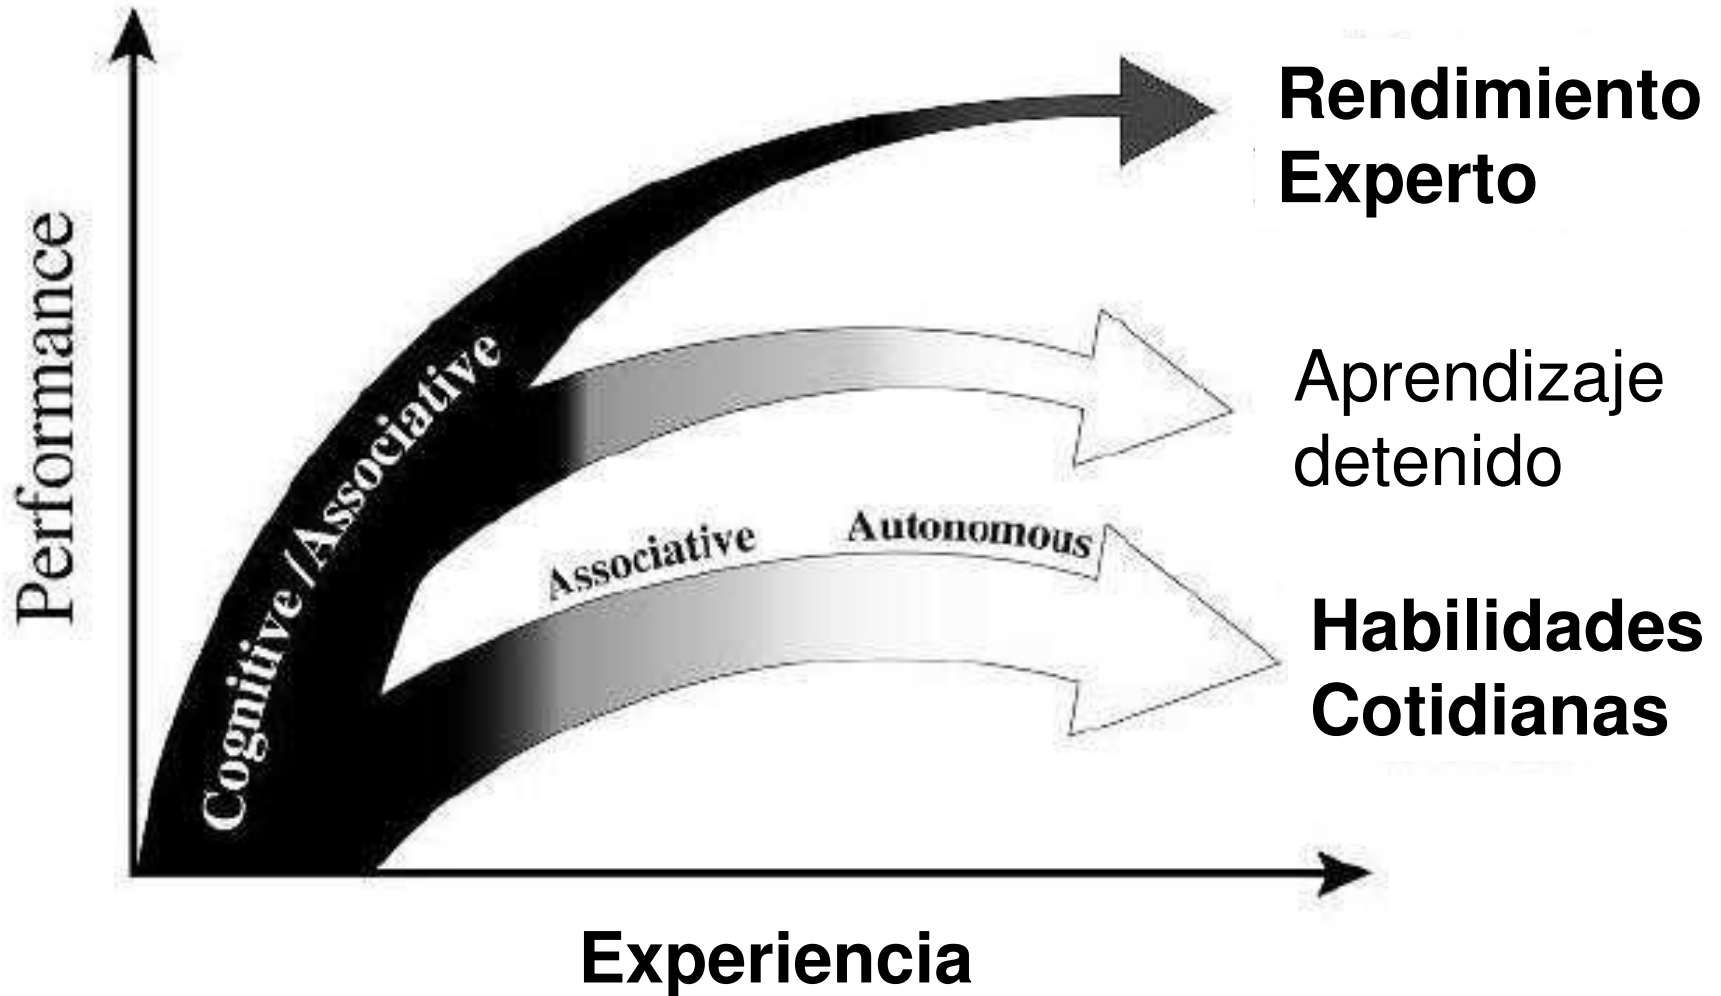 Performance
Rendimiento
Experto
Cognitive/Associative
Aprendizaje
detenido
Associative
Autonomous
Habilidades
Cotidianas
Experiencia